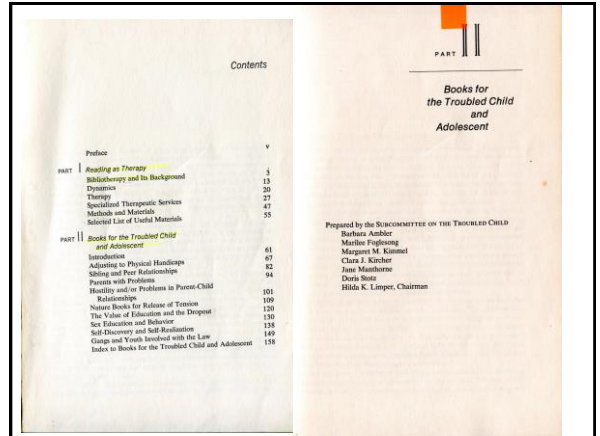 Contents
Preface v
PART I Reading as Therapy
Bibliotherapy and Its Background 3
Dynamics 13
Therapy 20
Specialized Therapeutic Services 27
Methods and Materials 47
Selected List of Useful Materials 55
PART II Books for the Troubled Child
and Adolescent
Introduction 61
Adjusting to Physical Handicaps 67
Sibling and Peer Relationships 82
Parents with Problems 94
Hostility and/or Problems in Parent-Child
Relationships 101
Nature Books for Release of Tension 109
The Value of Education and the Dropout 120
Sex Education and Behavior 130
Self-Discovery and Self-Realization 138
Gangs and Youth Involved with the Law 149
Index to Books for the Troubled Child and Adolescent 158
PART II
Books for
the Troubled Child
and
Adolescent
Prepared by the SUBCOMMITTEE ON THE TROUBLED CHILD
Barbara Ambler
Marilee Foglesong
Margaret M. Kimmel
Clara J. Kircher
Jane Manthorne
Doris Stotz
Hilda K. Limper, Chairman